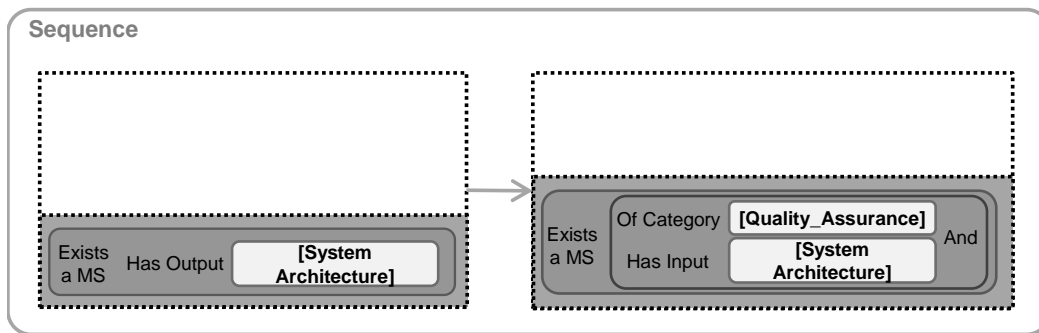 Sequence
Exists
a MS
Has Output
[System
Architecture]
Exists
a MS
Of Category
[Quality_Assurance]
Has Input
[System
Architecture]
And